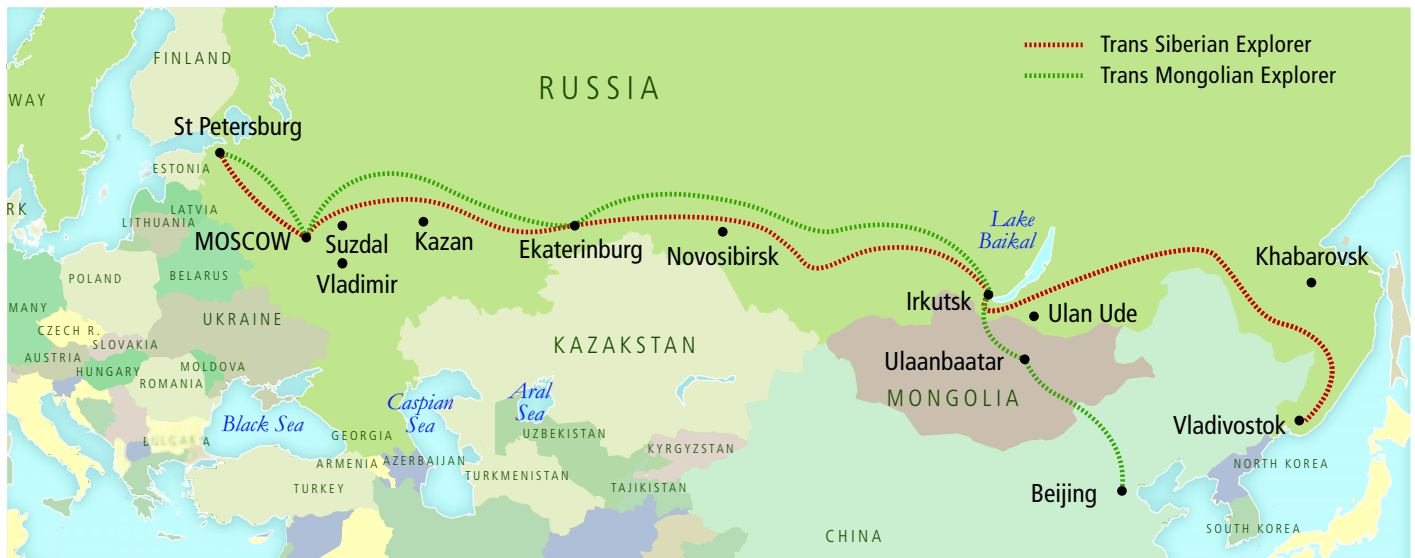 Trans Siberian Explorer
Trans Mongolian Explorer
FINLAND
RUSSIA
WAY
St Petersburg
ESTONIA
RK
LATVIA
LITHUANIA
MOSCOW
Suzdal
Kazan
Ekaterinburg
Novosibirsk
Lake
Baikal
Khabarovsk
Vladimir
POLAND
BELARUS
MANY
Irkutsk
Ulan Ude
UKRAINE
CZECH R.
SLOVAKIA
KAZAKSTAN
AUSTRIA
HUNGARY
MOLDOVA
ROMANIA
Ulaanbaatar
MONGOLIA
Aral
Sea
Caspian
Sea
Black Sea
BULGARIA
GEORGIA
UZBEKISTAN
Vladivostok
KYRGYZSTAN
ARMENIA
AZERBAIJAN
TURKMENISTAN
TAJIKISTAN
TURKEY
NORTH KOREA
Beijing
SOUTH KOREA
CHINA